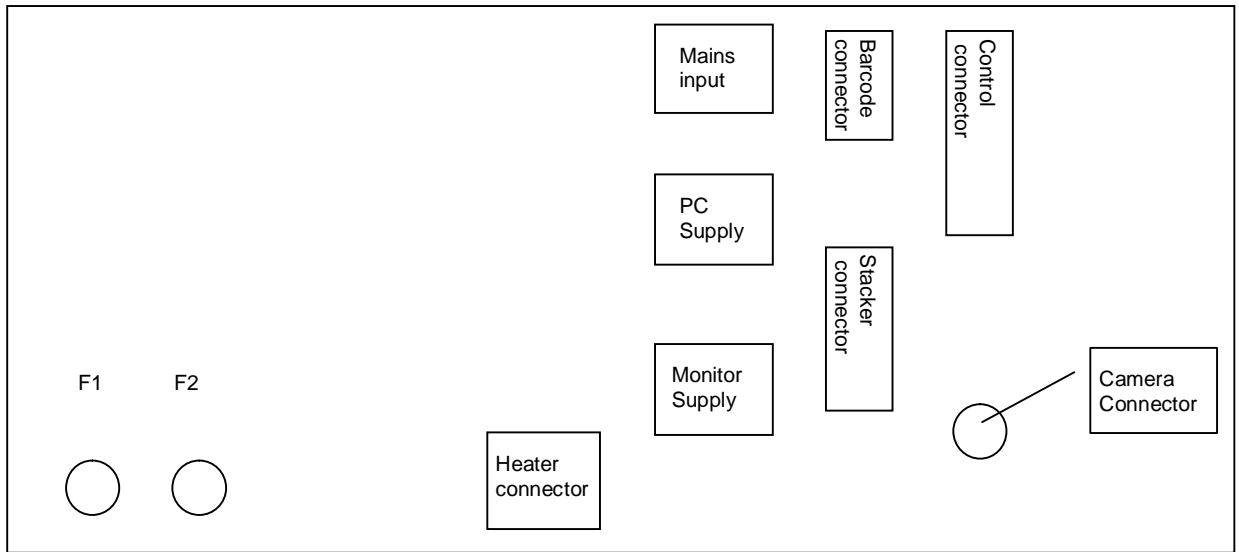 Mains
input
Barcode
connector
Control
connector
PC
Supply
Stacker
connector
F1
F2
Monitor
Supply
Camera
Connector
Heater
connector